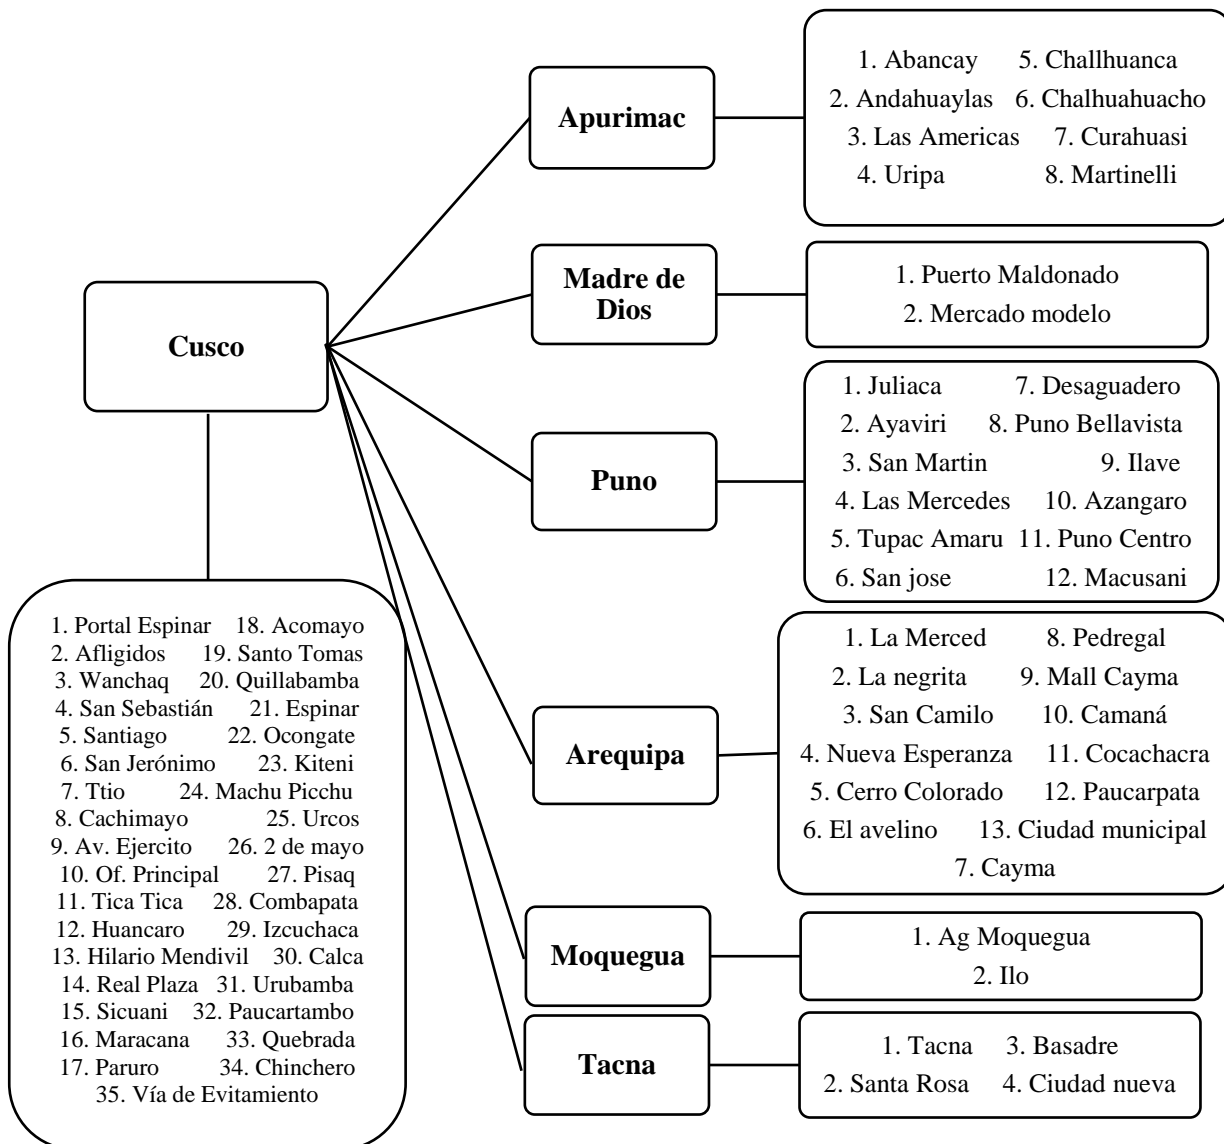 Cusco
1. Portal Espinar 18. Acomayo
2. Afligidos 19. Santo Tomas
3. Wanchaq 20. Quillabamba
4. San Sebastián 21. Espinar
5. Santiago 22. Ocongate
6. San Jerónimo 23. Kiteni
7. Ttio 24. Machu Picchu
8. Cachimayo 25. Urcos
9. Av. Ejercito 26. 2 de mayo
10. Of. Principal 27. Pisaq
11. Tica Tica 28. Combapata
12. Huancaro 29. Izcuchaca
13. Hilario Mendivil 30. Calca
14. Real Plaza 31. Urubamba
15. Sicuani 32. Paucartambo
16. Maracana 33. Quebrada
17. Paruro 34. Chinchero
35. Vía de Evitamiento
Apurimac
1. Abancay 5. Challhuanca
2. Andahuaylas 6. Chalhuahuacho
3. Las Americas 7. Curahuasi
4. Uripa 8. Martinelli
Madre de
Dios
1. Puerto Maldonado
2. Mercado modelo
Puno
1. Juliaca 7. Desaguadero
2. Ayaviri 8. Puno Bellavista
3. San Martin 9. Ilave
4. Las Mercedes 10. Azangaro
5. Tupac Amaru 11. Puno Centro
6. San jose 12. Macusani
Arequipa
1. La Merced 8. Pedregal
2. La negrita 9. Mall Cayma
3. San Camilo 10. Camaná
4. Nueva Esperanza 11. Cocachacra
5. Cerro Colorado 12. Paucarpata
6. El avelino 13. Ciudad municipal
7. Cayma
Moquegua
1. Ag Moquegua
2. Ilo
Tacna
1. Tacna 3. Basadre
2. Santa Rosa 4. Ciudad nueva